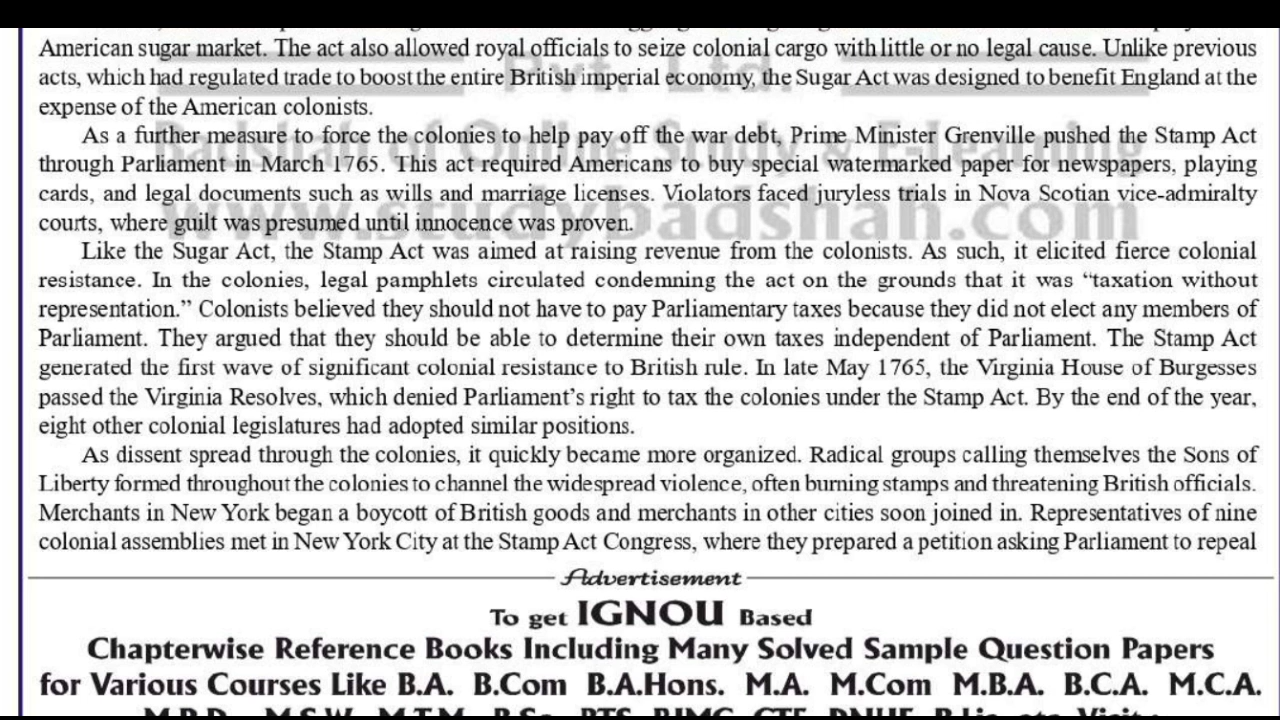 American sugar market. The act also allowed royal officials to seize colonial cargo with little or no legal cause. Unlike previous
acts, which had regulated trade to boost the entire British imperial economy, the Sugar Act was designed to benefit England at the
expense of the American colonists.
As a further measure to force the colonies to help pay off the war debt, Prime Minister Grenville pushed the Stamp Act
through Parliament in March 1765. This act required Americans to buy special watermarked paper for newspapers, playing
cards, and legal documents such as wills and marriage licenses. Violators faced juryless trials in Nova Scotian vice-admiralty
courts, where guilt was presumed until innocence was proven.
Like the Sugar Act, the Stamp Act was aimed at raising revenue from the colonists. As such, it elicited fierce colonial
resistance. In the colonies, legal pamphlets circulated condemning the act on the grounds that it was “taxation without
representation.” Colonists believed they should not have to pay Parliamentary taxes because they did not elect any members of
Parliament. They argued that they should be able to determine their own taxes independent of Parliament. The Stamp Act
generated the first wave of significant colonial resistance to British rule. In late May 1765, the Virginia House of Burgesses
passed the Virginia Resolves, which denied Parliament’s right to tax the colonies under the Stamp Act. By the end of the year,
eight other colonial legislatures had adopted similar positions.
As dissent spread through the colonies, it quickly became more organized. Radical groups calling themselves the Sons of
Liberty formed throughout the colonies to channel the widespread violence, often burning stamps and threatening British officials.
Merchants in New York began a boycott of British goods and merchants in other cities soon joined in. Representatives of nine
colonial assemblies met in New York City at the Stamp Act Congress, where they prepared a petition asking Parliament to repeal
Advertisement
To get IGNOU Based
Chapterwise Reference Books Including Many Solved Sample Question Papers
for Various Courses Like B.A. B.Com B.A.Hons. M.A. M.Com M.B.A. B.C.A. M.C.A.
Pvt. Ltd.
Badshah of Online Study & E-Learning
www.studybadshah.com